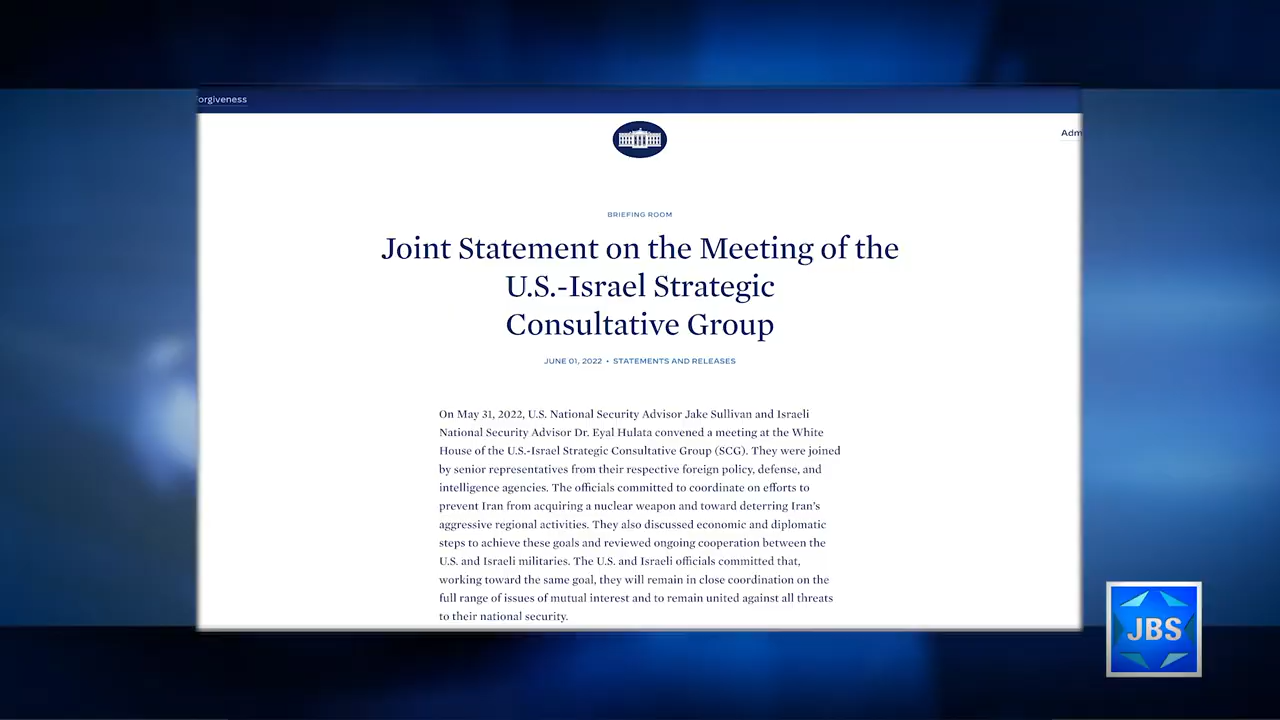 orgiveness
Adm
BRIEFING ROOM
Joint Statement on the Meeting of the
U.S.-Israel Strategic
Consultative Group
JUNE 01, 2022 • STATEMENTS AND RELEASES
On May 31, 2022, U.S. National Security Advisor Jake Sullivan and Israeli
National Security Advisor Dr. Eyal Hulata convened a meeting at the White
House of the U.S.-Israel Strategic Consultative Group (SCG). They were joined
by senior representatives from their respective foreign policy, defense, and
intelligence agencies. The officials committed to coordinate on efforts to
prevent Iran from acquiring a nuclear weapon and toward deterring Iran's
aggressive regional activities. They also discussed economic and diplomatic
steps to achieve these goals and reviewed ongoing cooperation between the
U.S. and Israeli militaries. The U.S. and Israeli officials committed that,
working toward the same goal, they will remain in close coordination on the
full range of issues of mutual interest and to remain united against all threats
to their national security.
JBS